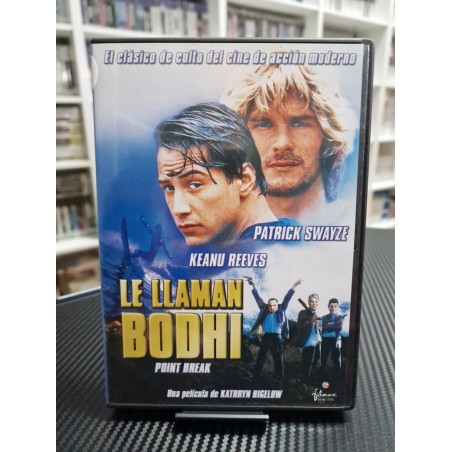 El clásico de culto del cine de acción moderno
PATRICK SWAYZE
KEANU REEVES
LE LLAMAN
BODHI
POINT BREAK
Una película de KATHRYN BIGELOW
filmax